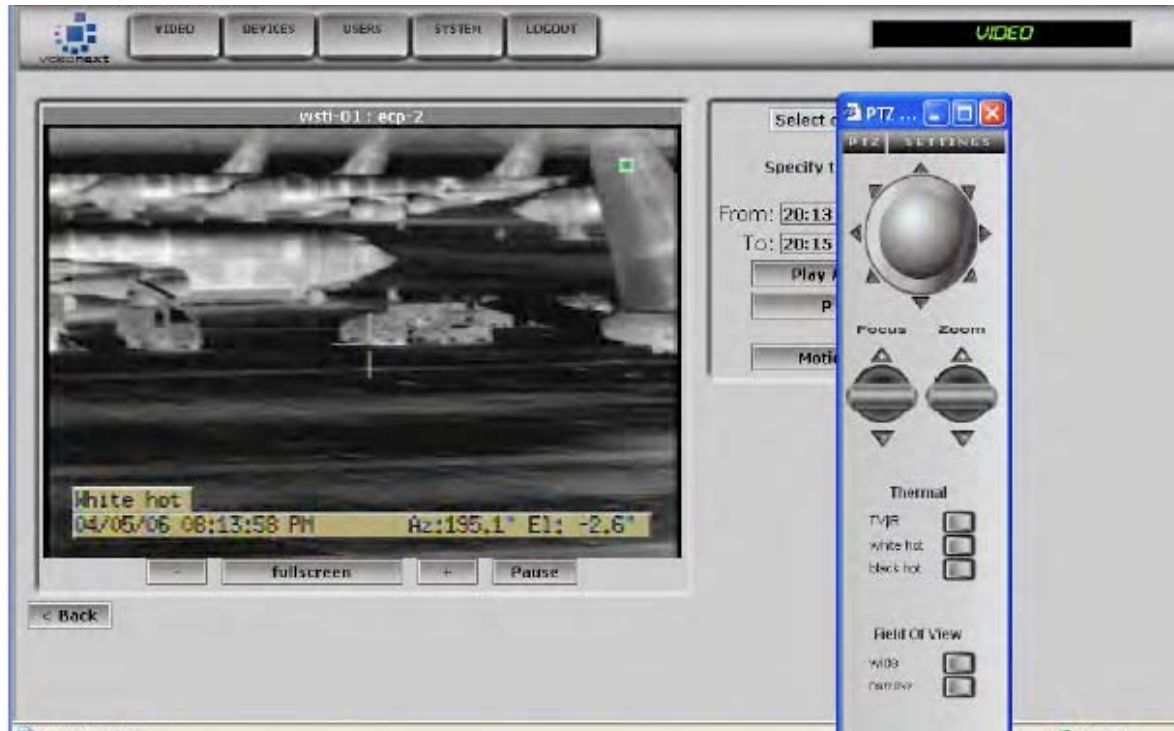 VIDEO DEVICES USERS SYSTEM LOGOUT
VIDEO
videonext
wsti-01 : ecp-2
White hot
04/05/06 08:13:58 PM Az:195.1° El: -2.6°
- fullscreen + Pause
< Back
Select
Specify
From: 20:13
To: 20:15
Play
PTZ ...
PTZ SETTINGS
Focus Zoom
Thermal
TV/IR
white hot
black hot
Field Of View
wide
narrow